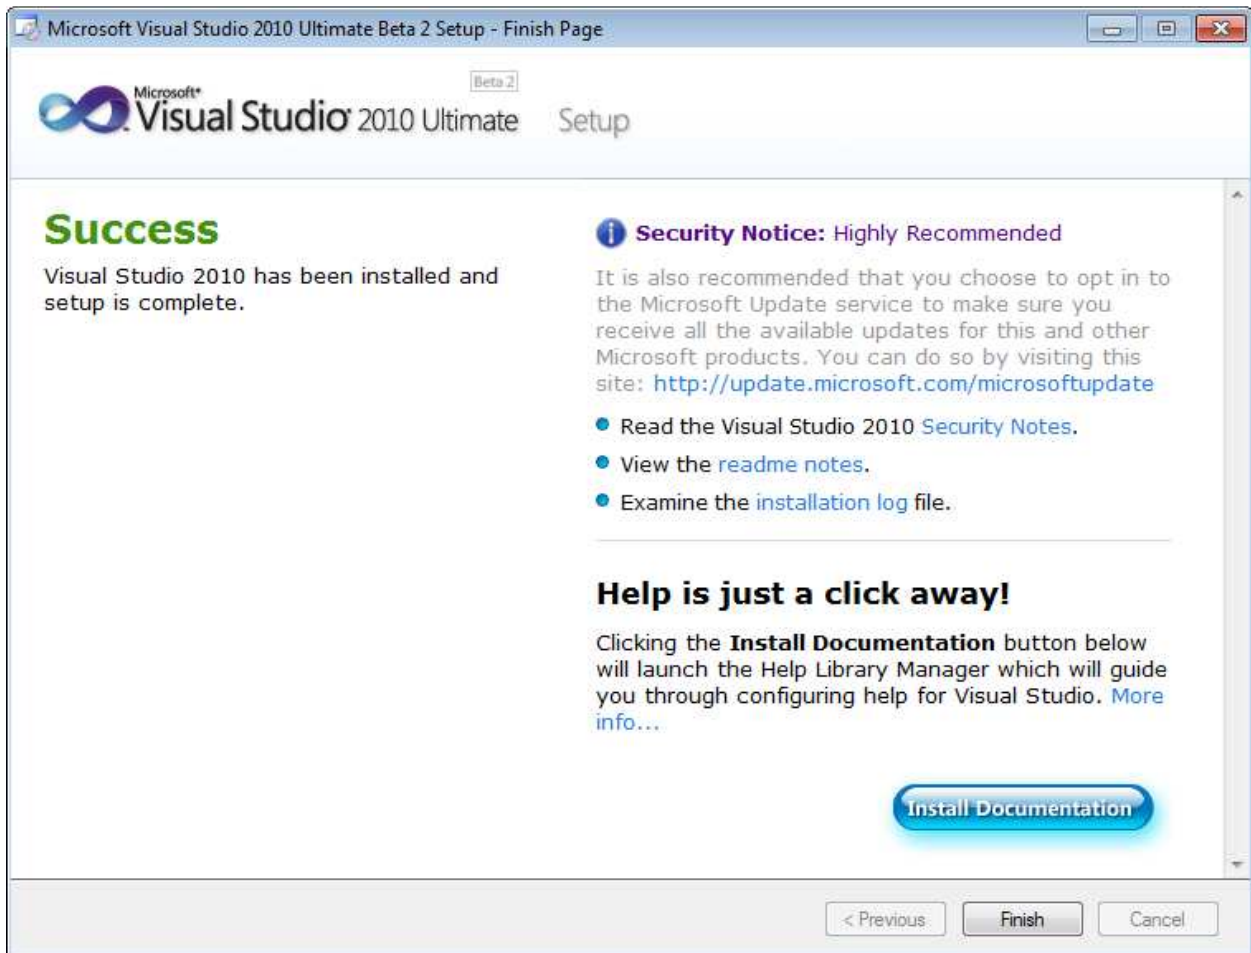 Microsoft Visual Studio 2010 Ultimate Beta 2 Setup - Finish Page
Beta 2
Microsoft®
Visual Studio® 2010 Ultimate Setup
Success
Visual Studio 2010 has been installed and
setup is complete.
Security Notice: Highly Recommended
It is also recommended that you choose to opt in to
the Microsoft Update service to make sure you
receive all the available updates for this and other
Microsoft products. You can do so by visiting this
site: http://update.microsoft.com/microsoftupdate
Read the Visual Studio 2010 Security Notes.
View the readme notes.
Examine the installation log file.
Help is just a click away!
Clicking the Install Documentation button below
will launch the Help Library Manager which will guide
you through configuring help for Visual Studio. More
info...
Install Documentation
< Previous
Finish
Cancel